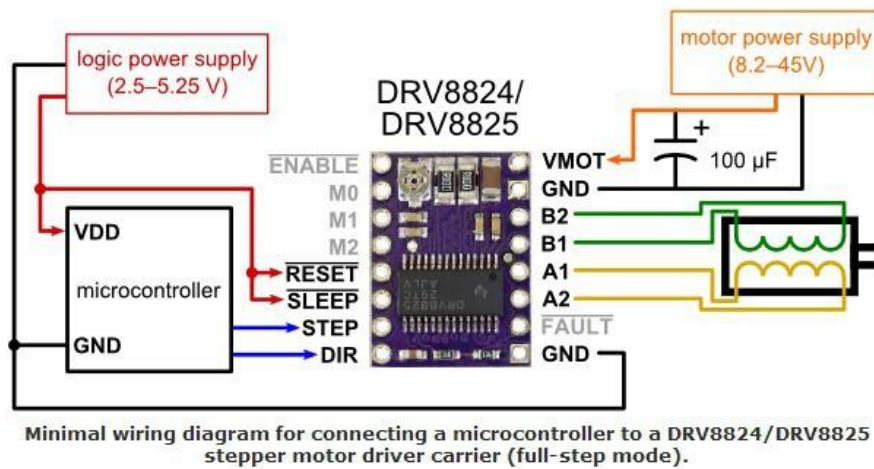 logic power supply
(2.5–5.25 V)
motor power supply
(8.2–45V)
DRV8824/
DRV8825
ENABLE
M0
M1
M2
RESET
SLEEP
STEP
DIR
VMOT
GND
B2
B1
A1
A2
FAULT
GND
+
100 µF
VDD
microcontroller
GND
DRV8825
Minimal wiring diagram for connecting a microcontroller to a DRV8824/DRV8825
stepper motor driver carrier (full-step mode).